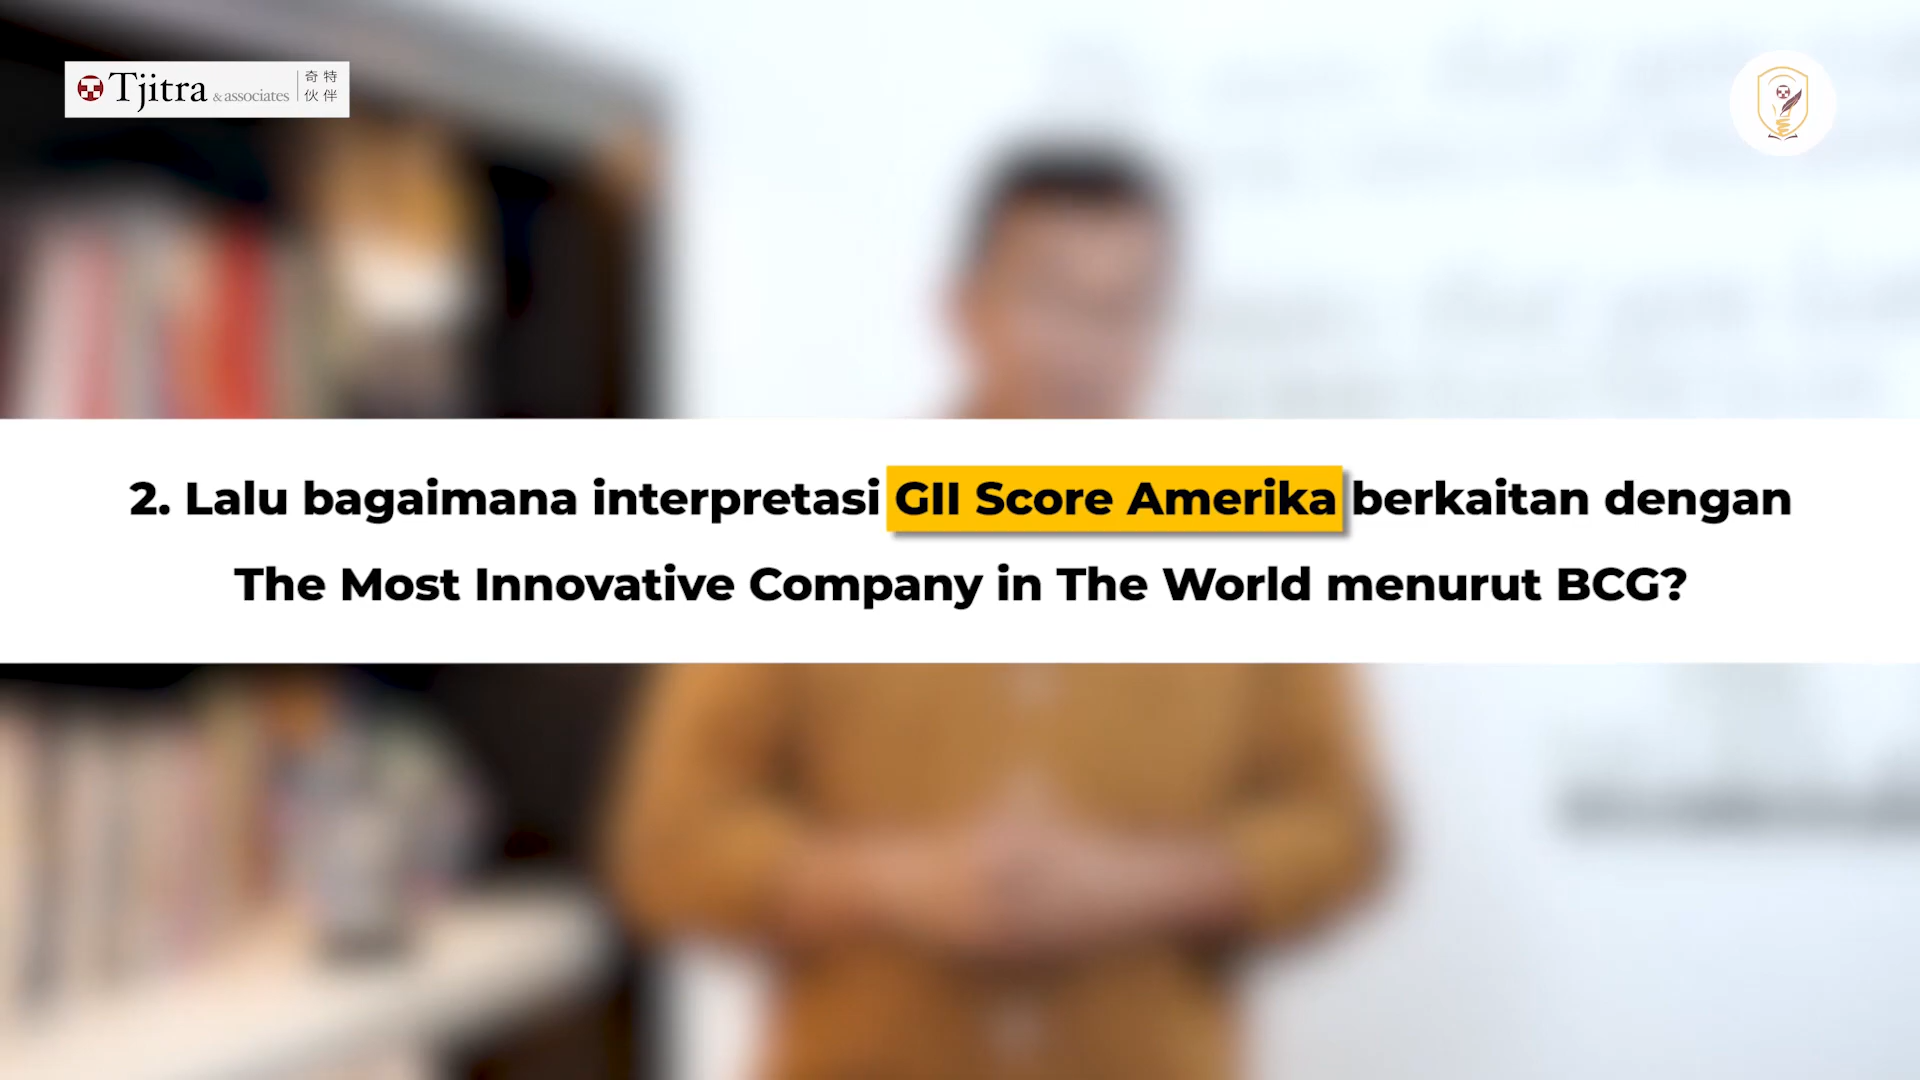 Tjitra & associates 奇特
伙伴
2. Lalu bagaimana interpretasi GII Score Amerika berkaitan dengan
The Most Innovative Company in The World menurut BCG?